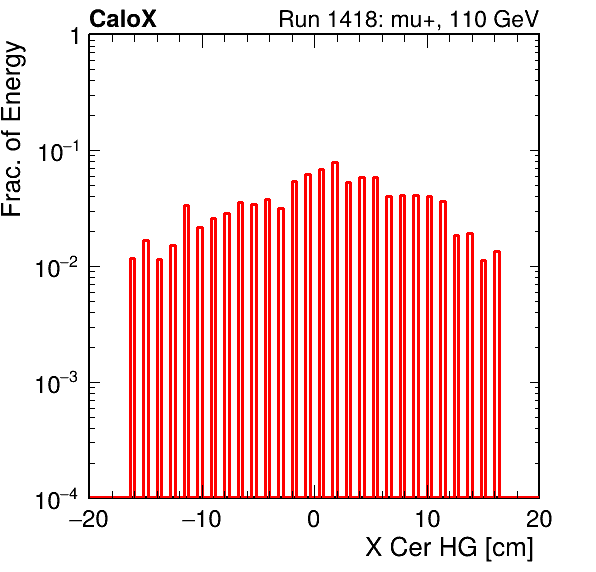 CaloX Run 1418: mu+, 110 GeV
Frac. of Energy
1
10⁻¹
10⁻²
10⁻³
10⁻⁴
−20 −10 0 10 20
X Cer HG [cm]